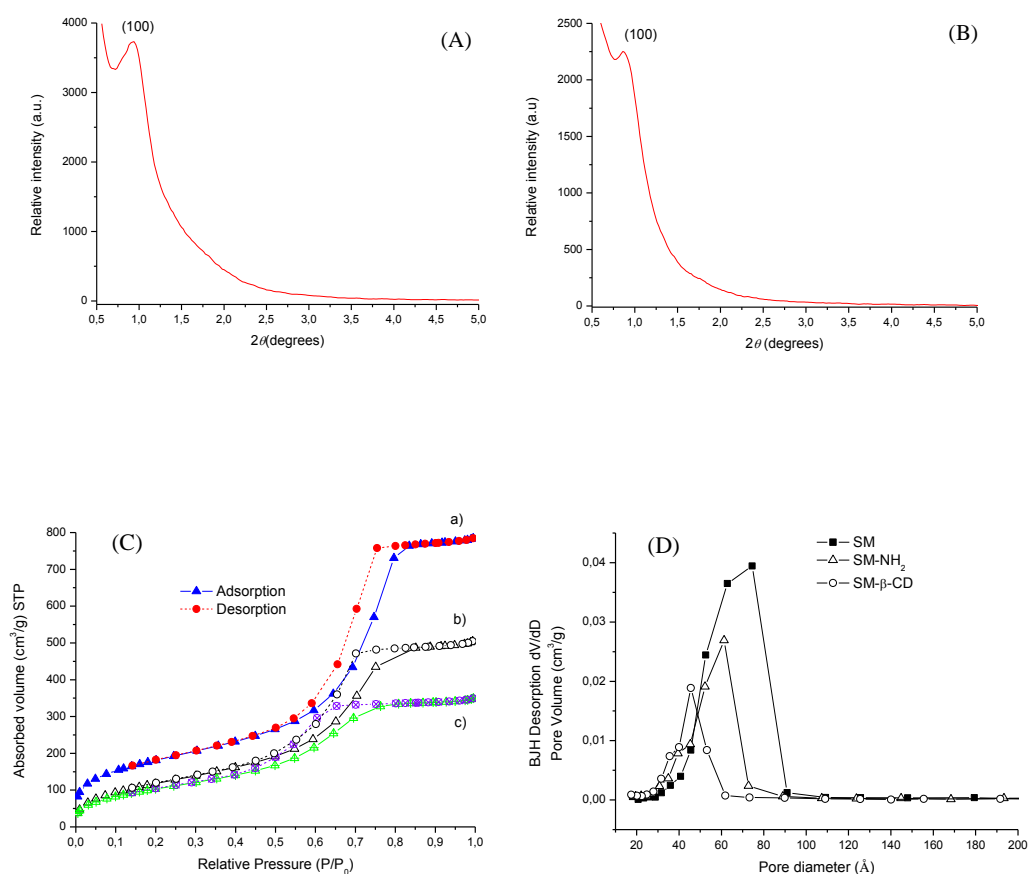 (A)
(100)
Relative intensity (a.u.)
4000
3000
2000
1000
0
0,5 1,0 1,5 2,0 2,5 3,0 3,5 4,0 4,5 5,0
2θ(degrees)
(B)
(100)
Relative intensity (a.u)
2500
2250
2000
1750
1500
1250
1000
750
500
250
0
0,5 1,0 1,5 2,0 2,5 3,0 3,5 4,0 4,5 5,0
2θ (degrees)
(C)
a)
b)
c)
Adsorption
Desorption
Absorbed volume (cm³/g) STP
800
700
600
500
400
300
200
100
0
0,0 0,1 0,2 0,3 0,4 0,5 0,6 0,7 0,8 0,9 1,0
Relative Pressure (P/P₀)
(D)
SM
SM-NH₂
SM-β-CD
BJH Desorption dV/dD
Pore Volume (cm³/g)
0,04
0,03
0,02
0,01
0,00
20 40 60 80 100 120 140 160 180 200
Pore diameter (Å)